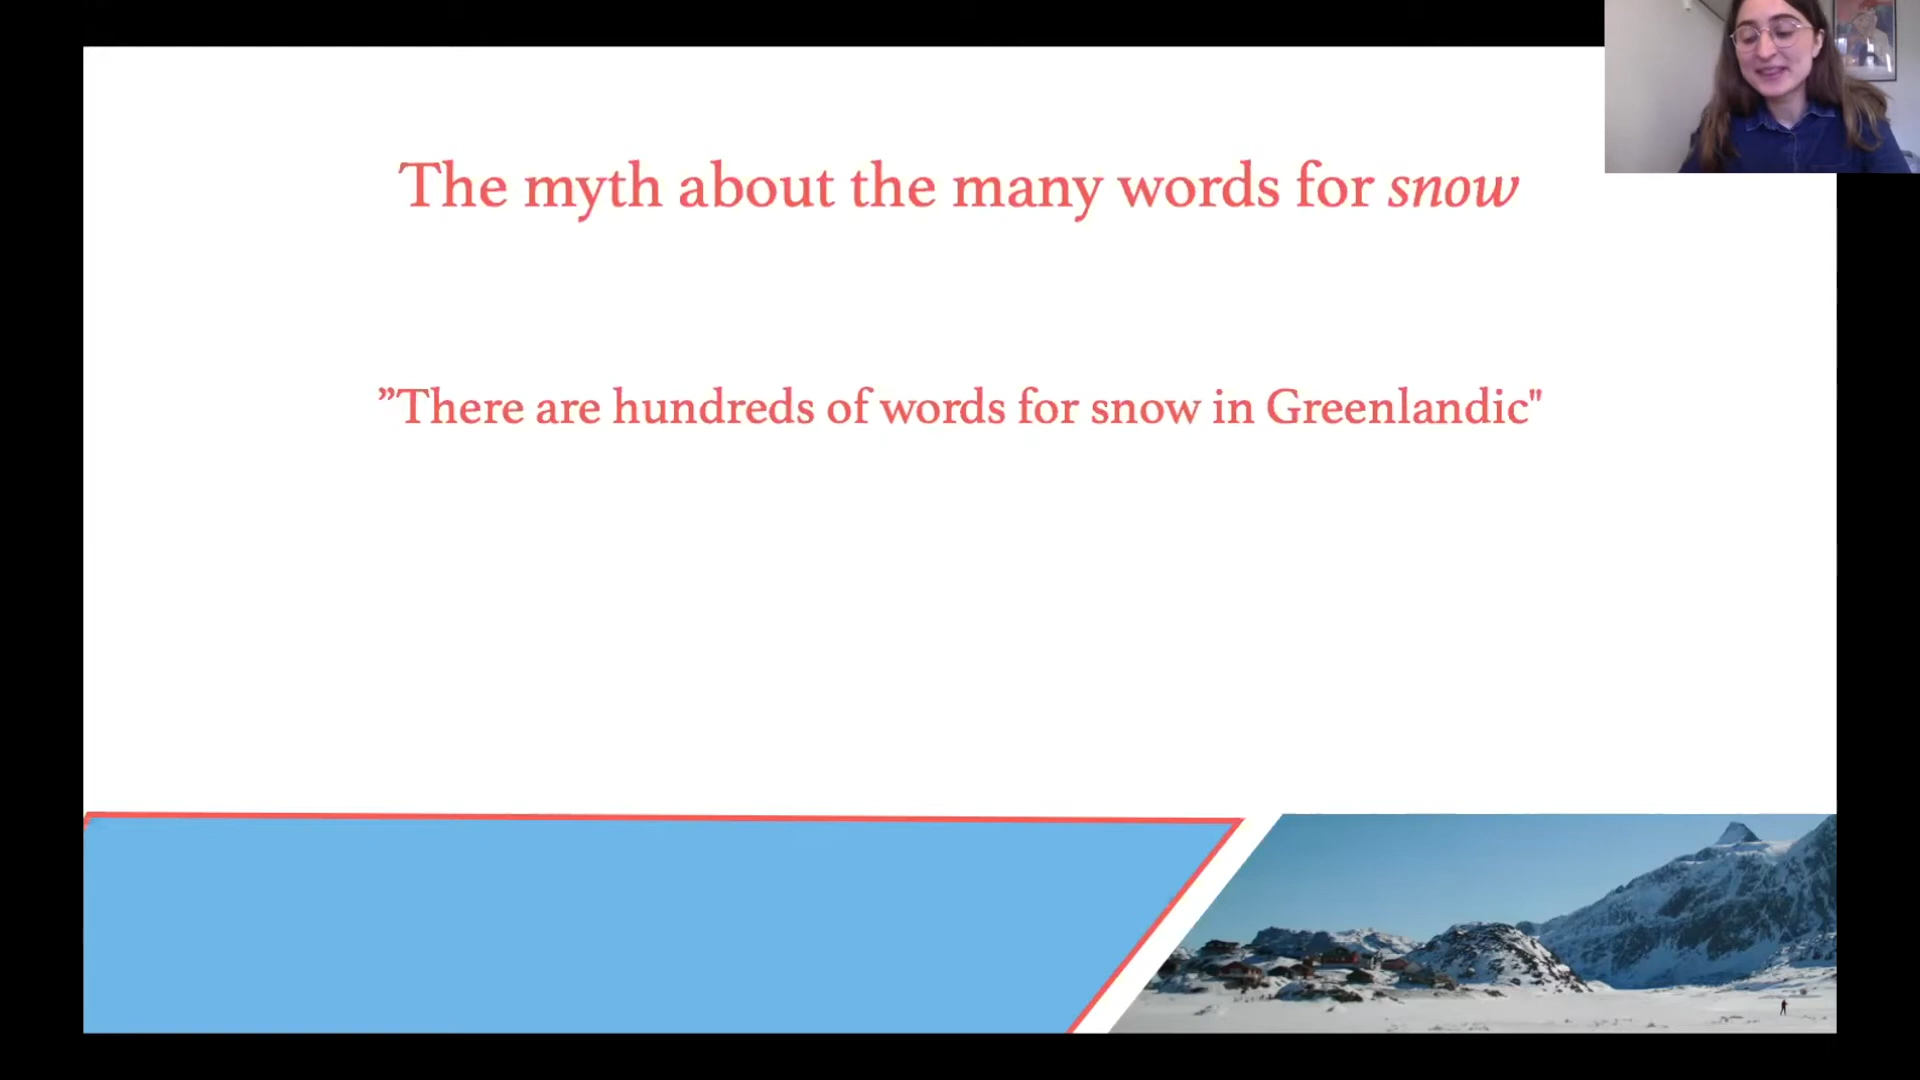 The myth about the many words for snow
”There are hundreds of words for snow in Greenlandic"